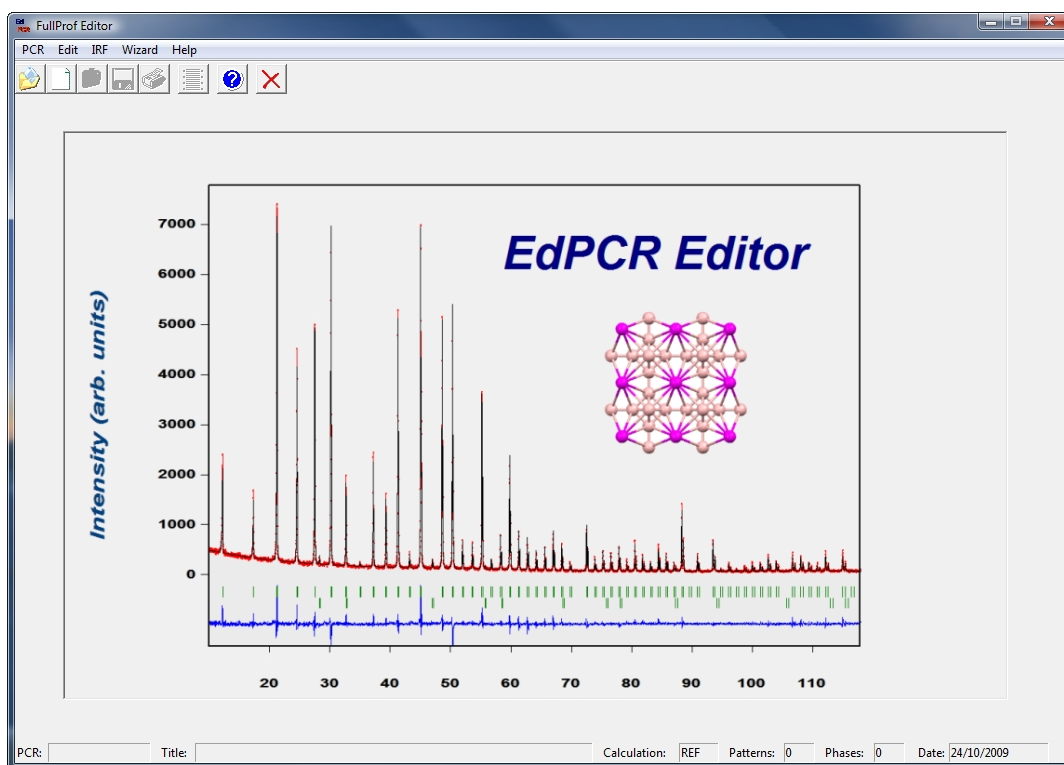 FullProf Editor
PCR Edit IRF Wizard Help
EdPCR Editor
Intensity (arb. units)
7000
6000
5000
4000
3000
2000
1000
0
20 30 40 50 60 70 80 90 100 110
PCR: Title: Calculation: REF Patterns: 0 Phases: 0 Date: 24/10/2009